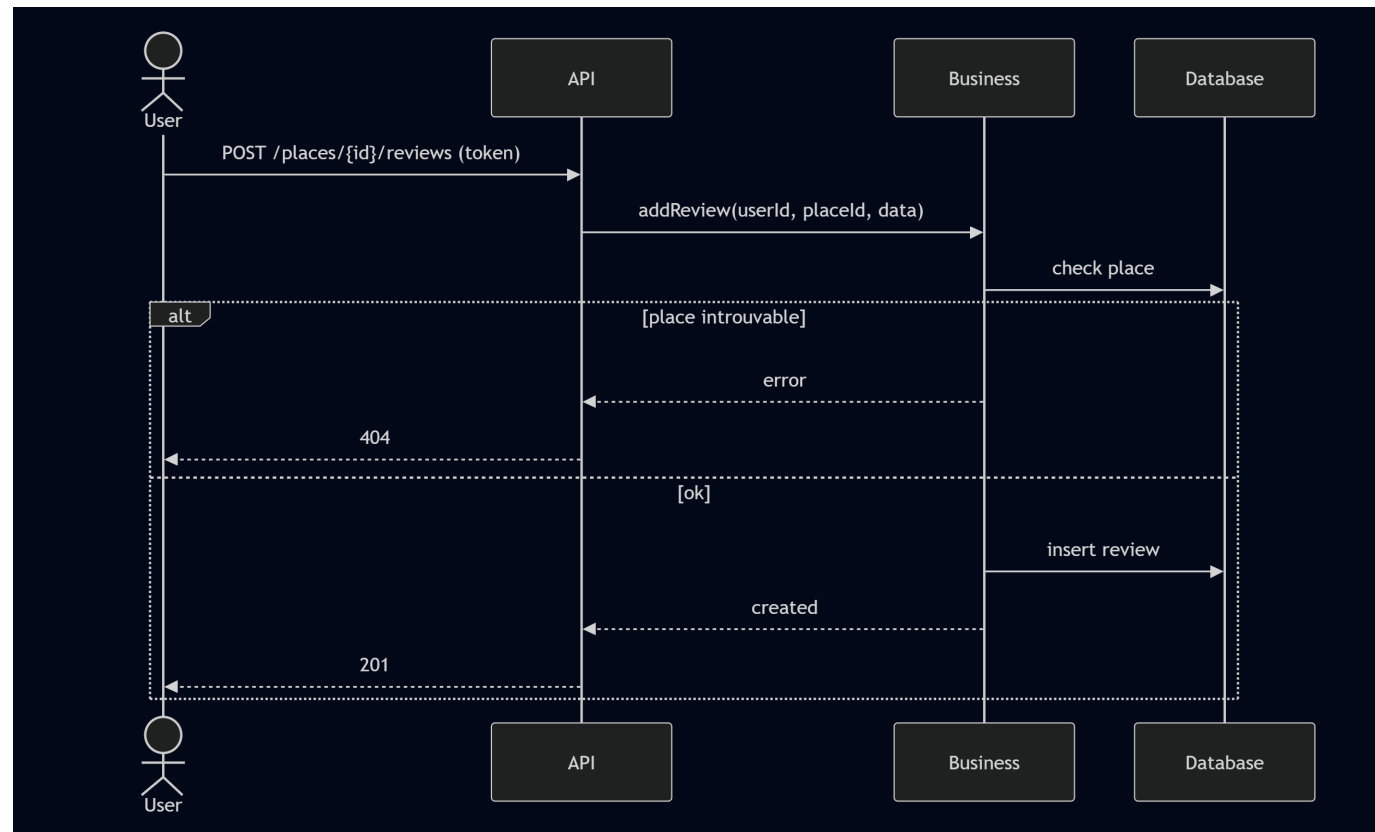 User
API
Business
Database
POST /places/{id}/reviews (token)
addReview(userId, placeId, data)
check place
alt
[place introuvable]
error
404
[ok]
insert review
created
201
User
API
Business
Database